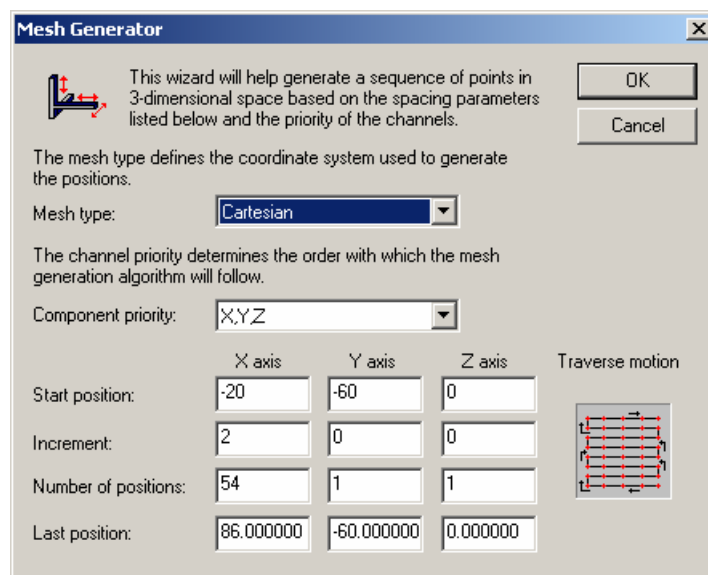 Mesh Generator
This wizard will help generate a sequence of points in
3-dimensional space based on the spacing parameters
listed below and the priority of the channels.
OK
Cancel
The mesh type defines the coordinate system used to generate
the positions.
Mesh type:
Cartesian
The channel priority determines the order with which the mesh
generation algorithm will follow.
Component priority:
X,Y,Z
X axis Y axis Z axis Traverse motion
Start position: -20 -60 0
Increment: 2 0 0
Number of positions: 54 1 1
Last position: 86.000000 -60.000000 0.000000